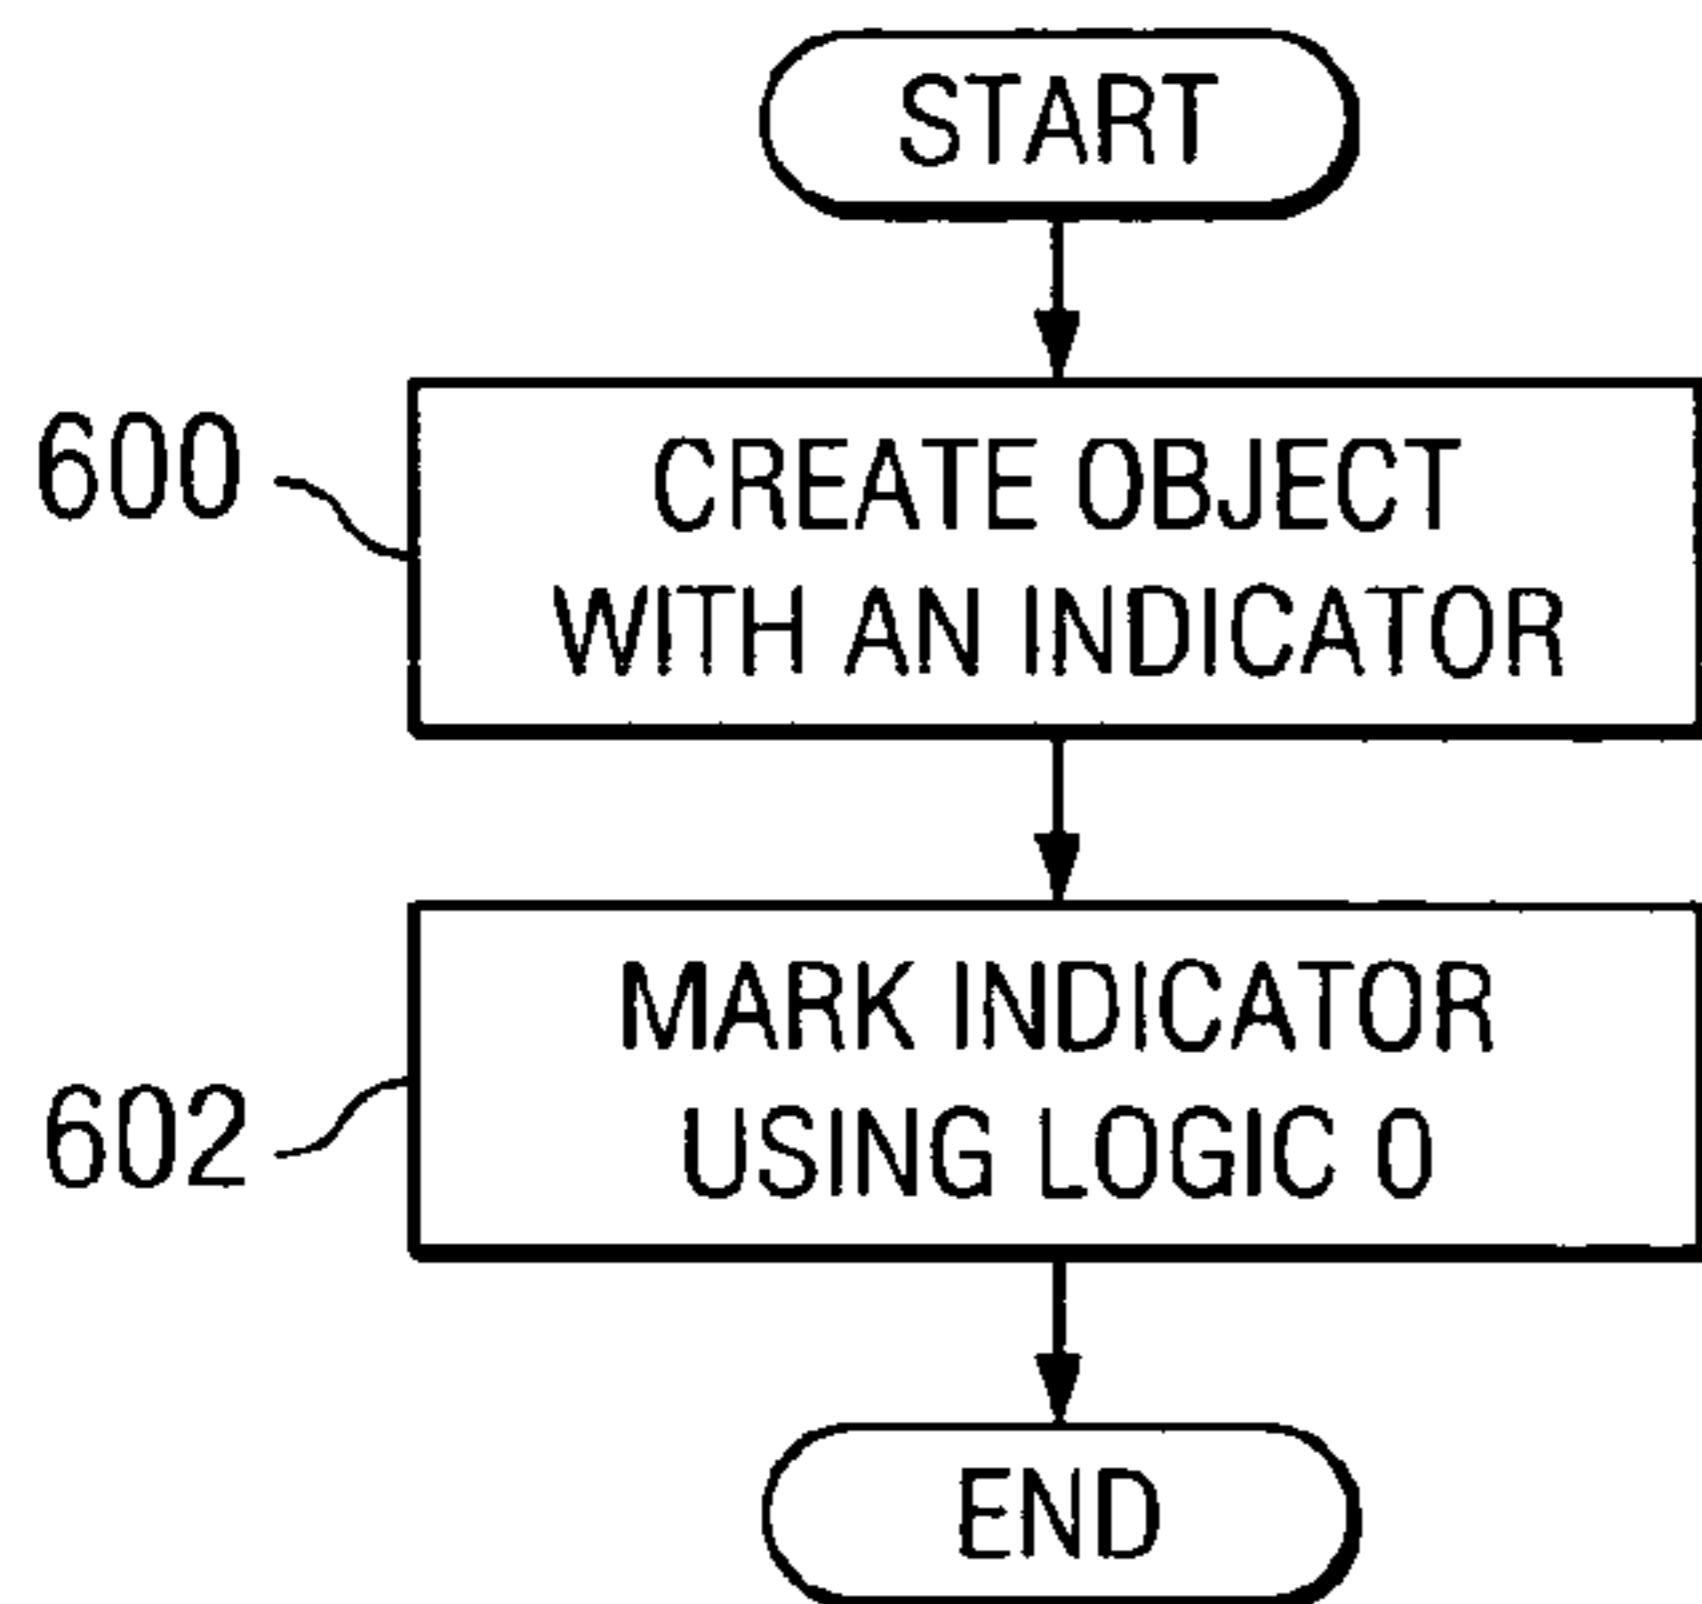 START
600
CREATE OBJECT
WITH AN INDICATOR
MARK INDICATOR
USING LOGIC 0
602
END